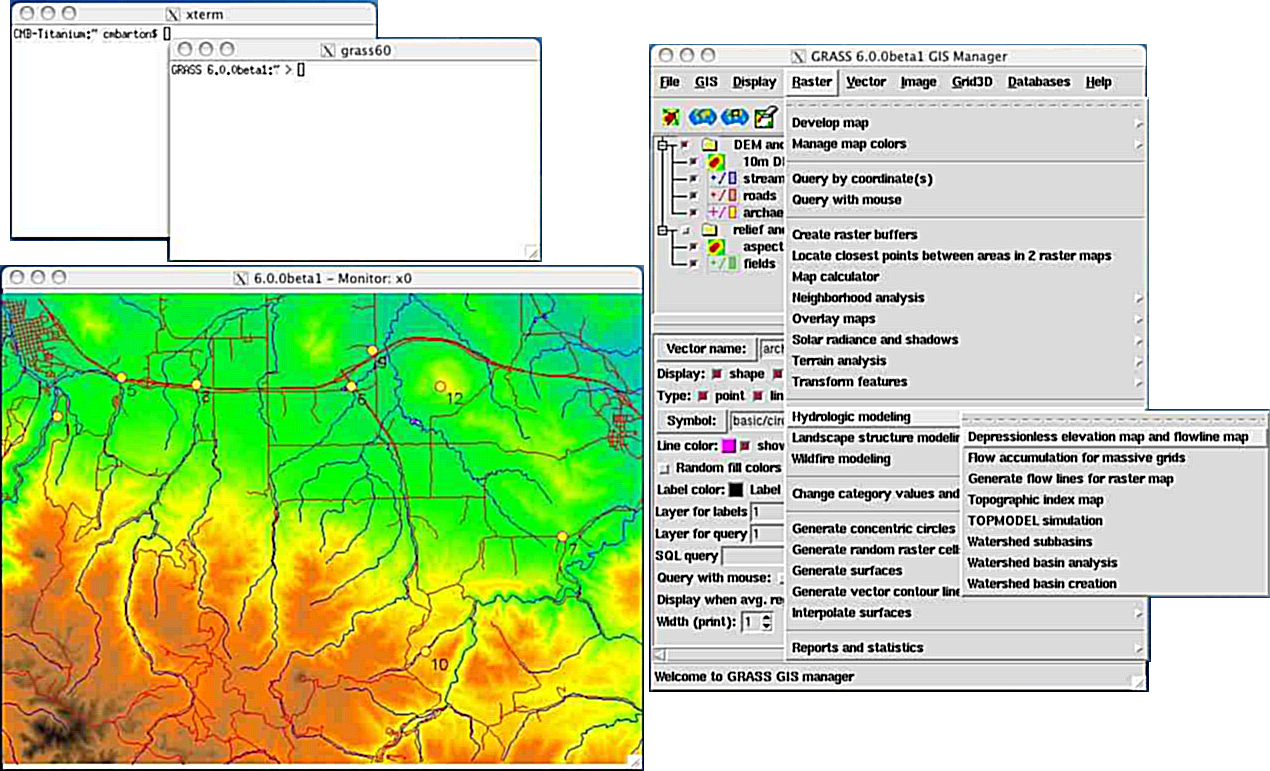 xterm
CMB-Titanium:~ cmbarton$ []
grass60
GRASS 6.0.0beta1:~ > []
6.0.0beta1 – Monitor: x0
9
5
6
12
7
10
GRASS 6.0.0beta1 GIS Manager
File GIS Display Raster Vector Image Grid3D Databases Help
DEM and
10m D
stream
roads
archae
relief an
aspect
fields
Vector name: arc
Display: shape
Type: point lin
Symbol: basic/cir
Line color: show
Random fill colors
Label color: Label
Layer for labels 1
Layer for query 1
SQL query
Query with mouse:
Display when avg. re
Width (print): 1
Develop map
Manage map colors
Query by coordinate(s)
Query with mouse
Create raster buffers
Locate closest points between areas in 2 raster maps
Map calculator
Neighborhood analysis
Overlay maps
Solar radiance and shadows
Terrain analysis
Transform features
Hydrologic modeling
Landscape structure modelin
Wildfire modeling
Change category values and
Generate concentric circles
Generate random raster cell
Generate surfaces
Generate vector contour line
Interpolate surfaces
Reports and statistics
Depressionless elevation map and flowline map
Flow accumulation for massive grids
Generate flow lines for raster map
Topographic index map
TOPMODEL simulation
Watershed subbasins
Watershed basin analysis
Watershed basin creation
Welcome to GRASS GIS manager